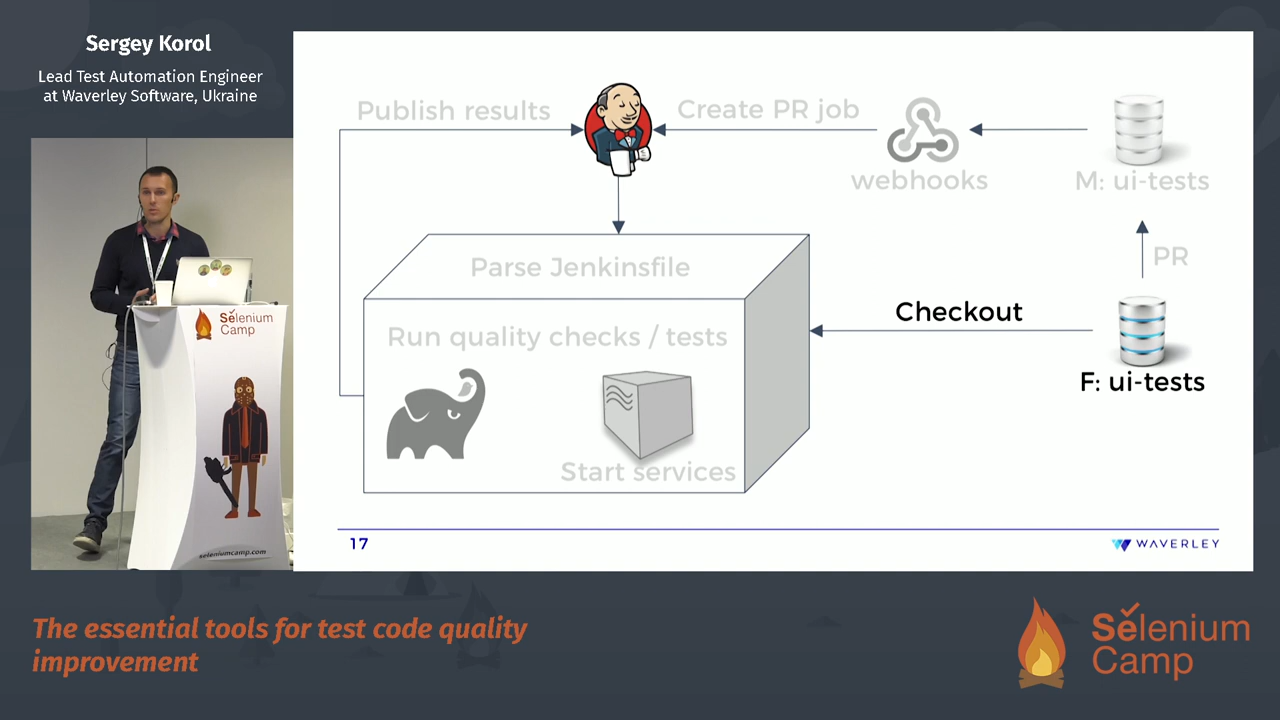 Sergey Korol
Lead Test Automation Engineer
at Waverley Software, Ukraine
Publish results
Create PR job
webhooks
M: ui-tests
PR
Parse Jenkinsfile
Checkout
Run quality checks / tests
F: ui-tests
Start services
17
WAVERLEY
Selenium
Camp
seleniumcamp.com
The essential tools for test code quality
improvement
Selenium
Camp